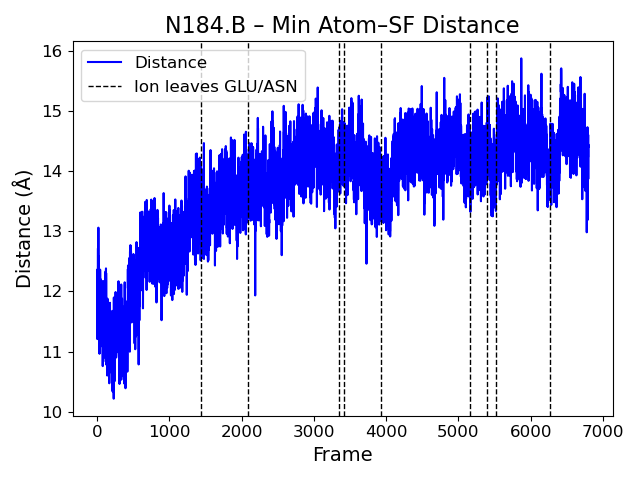 N184.B – Min Atom–SF Distance
Distance (Å)
16
15
14
13
12
11
10
Distance
Ion leaves GLU/ASN
0 1000 2000 3000 4000 5000 6000 7000
Frame